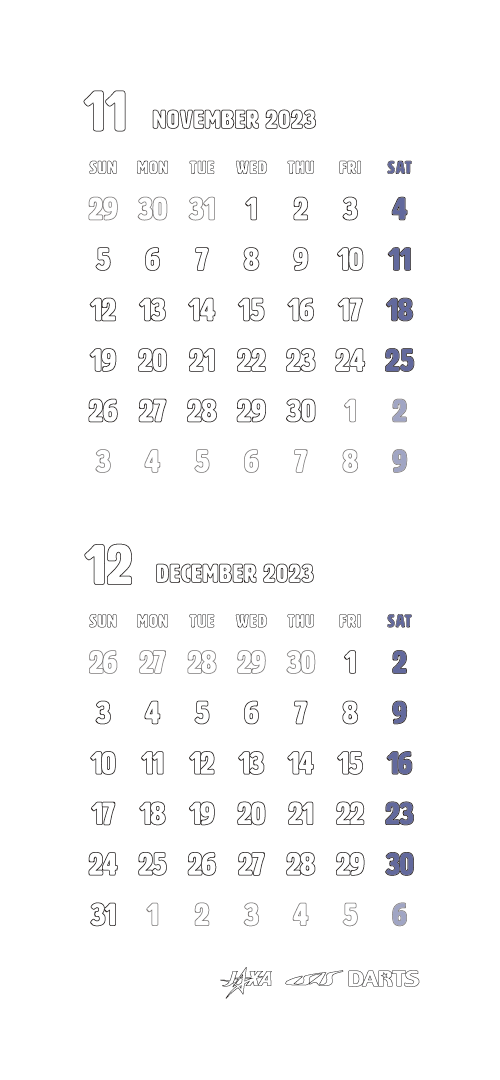 11 NOVEMBER 2023
SUN MON TUE WED THU FRI SAT
29 30 31 1 2 3 4
5 6 7 8 9 10 11
12 13 14 15 16 17 18
19 20 21 22 23 24 25
26 27 28 29 30 1 2
3 4 5 6 7 8 9
12 DECEMBER 2023
SUN MON TUE WED THU FRI SAT
26 27 28 29 30 1 2
3 4 5 6 7 8 9
10 11 12 13 14 15 16
17 18 19 20 21 22 23
24 25 26 27 28 29 30
31 1 2 3 4 5 6
JAXA ISAS DARTS